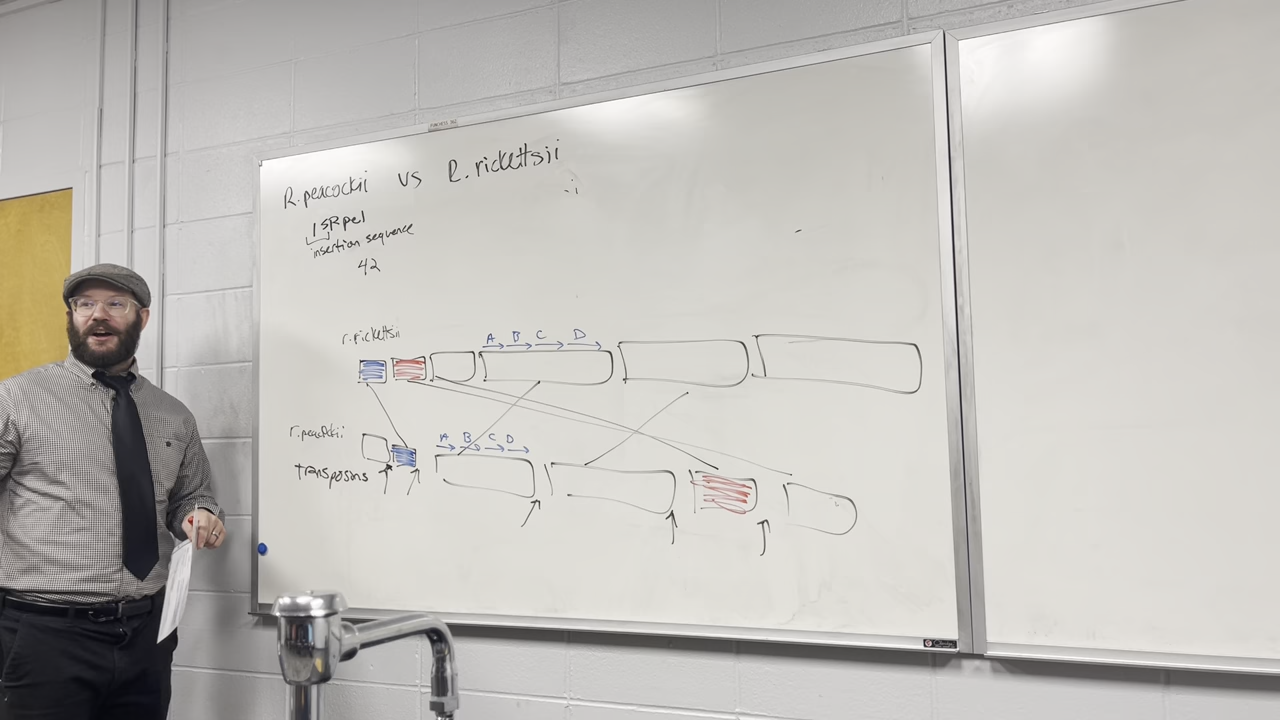 R.peacockii vs R.rickettsii
ISRpe1
insertion sequence
42
r.rickettsii
A B C D
r.peacockii
A B C D
transposons